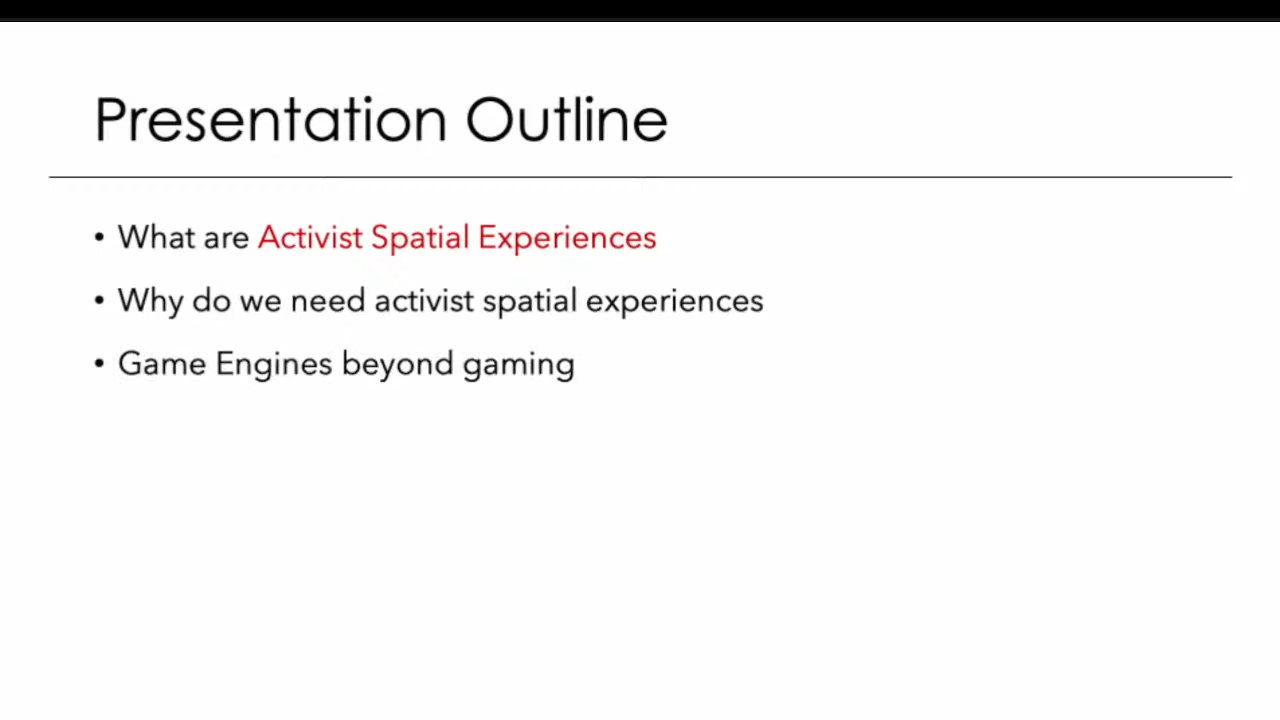 Presentation Outline
• What are Activist Spatial Experiences
• Why do we need activist spatial experiences
• Game Engines beyond gaming